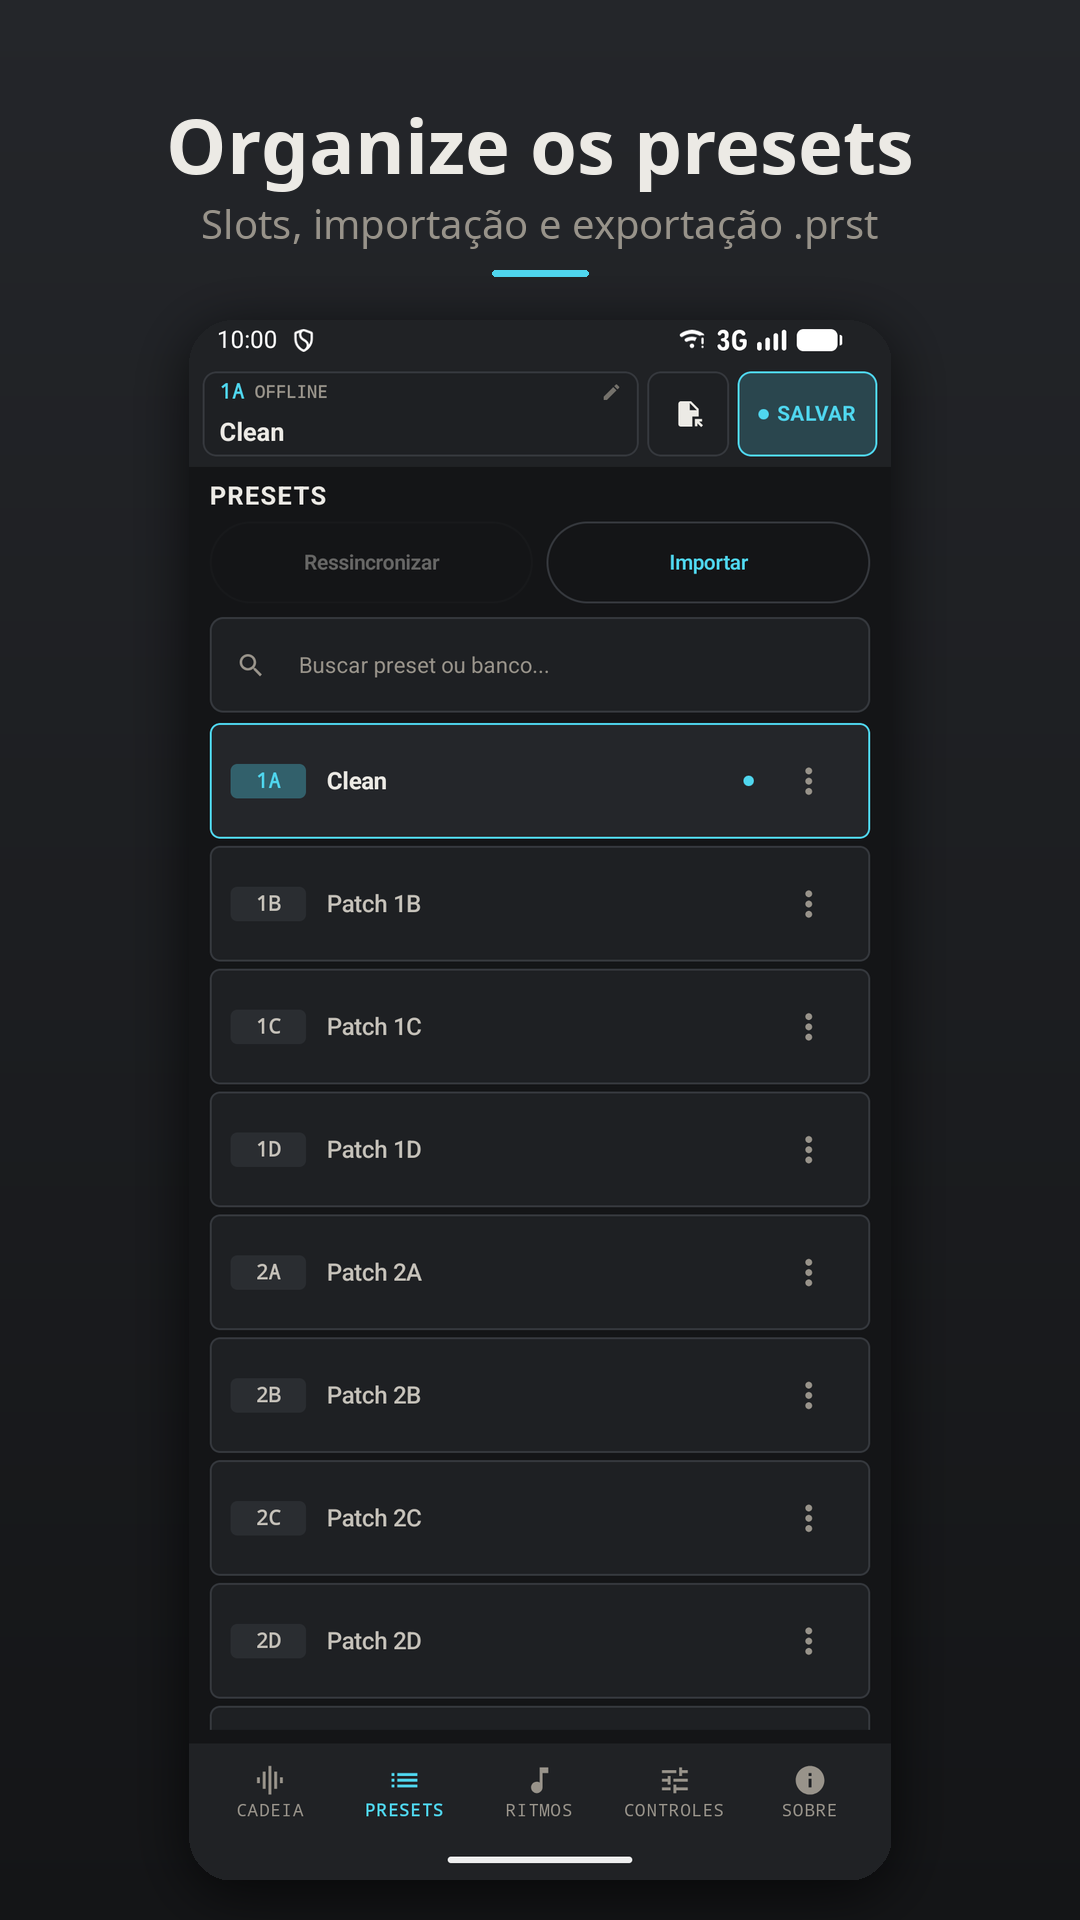 Organize os presets
Slots, importação e exportação .prst
10:00 3G
1A OFFLINE
Clean
SALVAR
PRESETS
Ressincronizar Importar
Buscar preset ou banco...
1A Clean
1B Patch 1B
1C Patch 1C
1D Patch 1D
2A Patch 2A
2B Patch 2B
2C Patch 2C
2D Patch 2D
CADEIA PRESETS RITMOS CONTROLES SOBRE